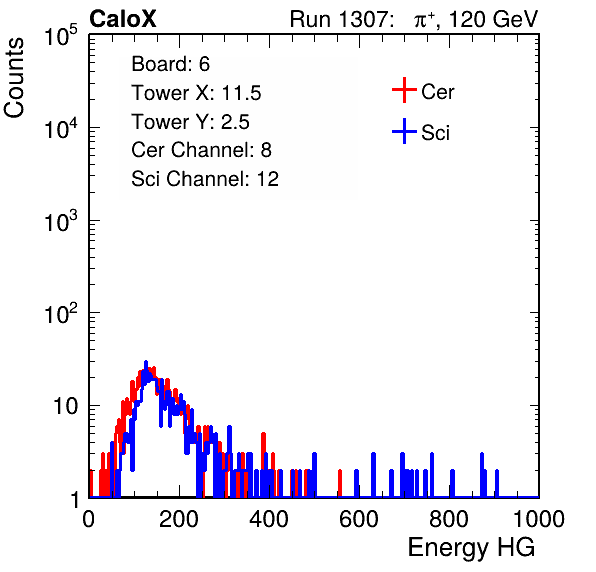 CaloX Run 1307: π⁺, 120 GeV
Board: 6
Tower X: 11.5
Tower Y: 2.5
Cer Channel: 8
Sci Channel: 12
Cer
Sci
Counts
10⁵
10⁴
10³
10²
10
1
0 200 400 600 800 1000
Energy HG